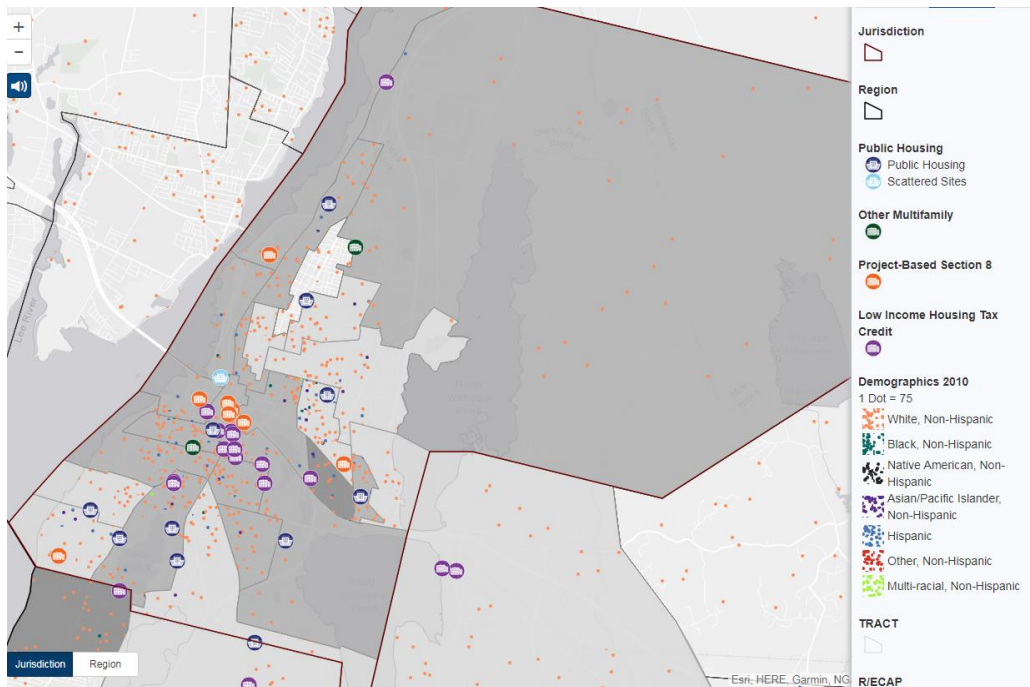 +
−
Lee River
Jurisdiction
Region
Esri, HERE, Garmin, NG
Jurisdiction
Region
Public Housing
Public Housing
Scattered Sites
Other Multifamily
Project-Based Section 8
Low Income Housing Tax
Credit
Demographics 2010
1 Dot = 75
White, Non-Hispanic
Black, Non-Hispanic
Native American, Non-
Hispanic
Asian/Pacific Islander,
Non-Hispanic
Hispanic
Other, Non-Hispanic
Multi-racial, Non-Hispanic
TRACT
R/ECAP